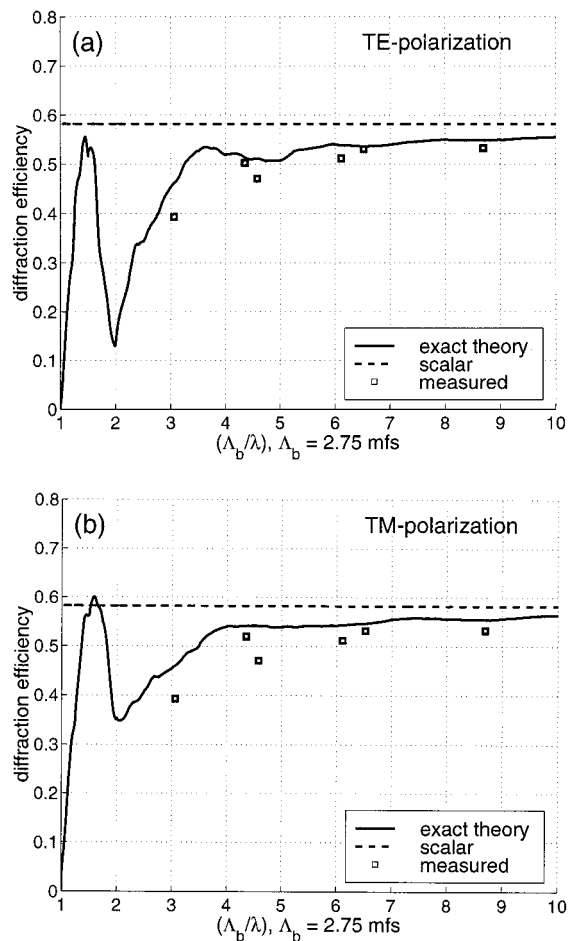 (a) TE-polarization
0.8
0.7
0.6
0.5
0.4
0.3
0.2
0.1
0
diffraction efficiency
exact theory
scalar
measured
1 2 3 4 5 6 7 8 9 10
(Λb/λ), Λb = 2.75 mfs
(b) TM-polarization
0.8
0.7
0.6
0.5
0.4
0.3
0.2
0.1
0
diffraction efficiency
exact theory
scalar
measured
1 2 3 4 5 6 7 8 9 10
(Λb/λ), Λb = 2.75 mfs